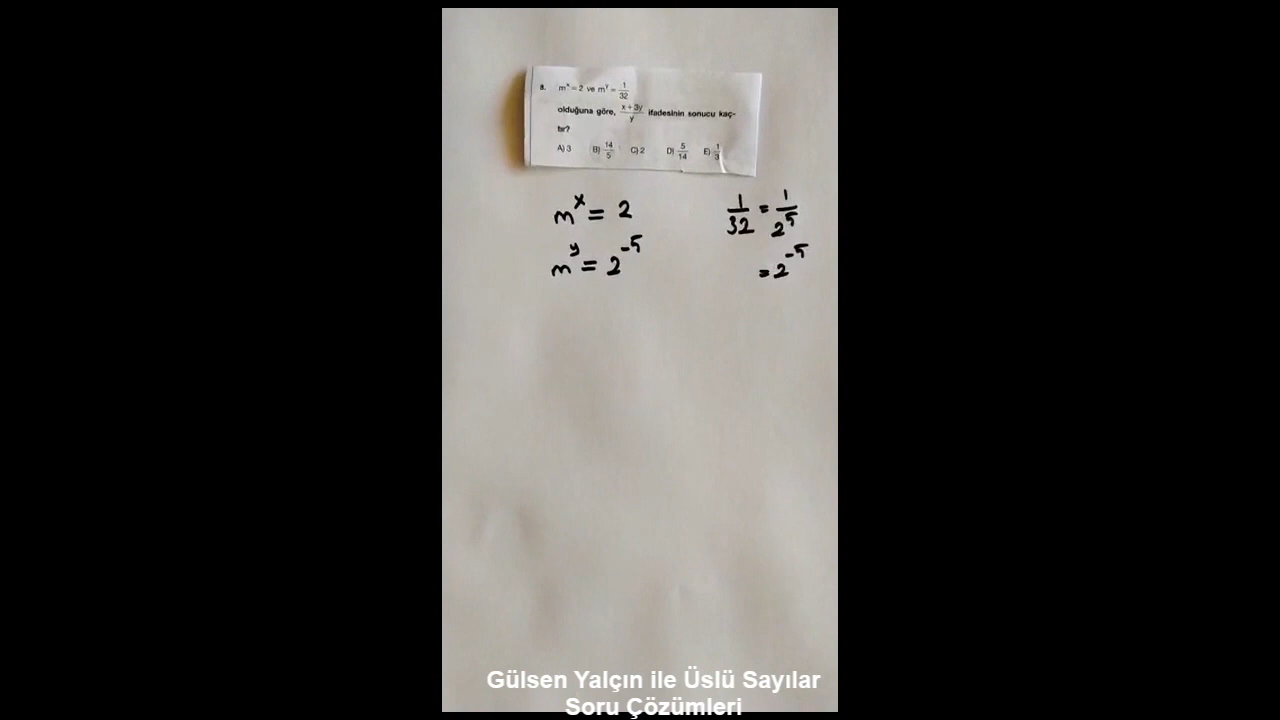 8. mˣ = 2 ve mʸ = 1/32
olduğuna göre, x+3y/y ifadesinin sonucu kaç-
tır?
A) 3 B) 14/5 C) 2 D) 5/14 E) 1/3
mˣ = 2
1/32 = 1/2⁵
mʸ = 2⁻⁵
= 2⁻⁵
Gülsen Yalçın ile Üslü Sayılar
Soru Çözümleri